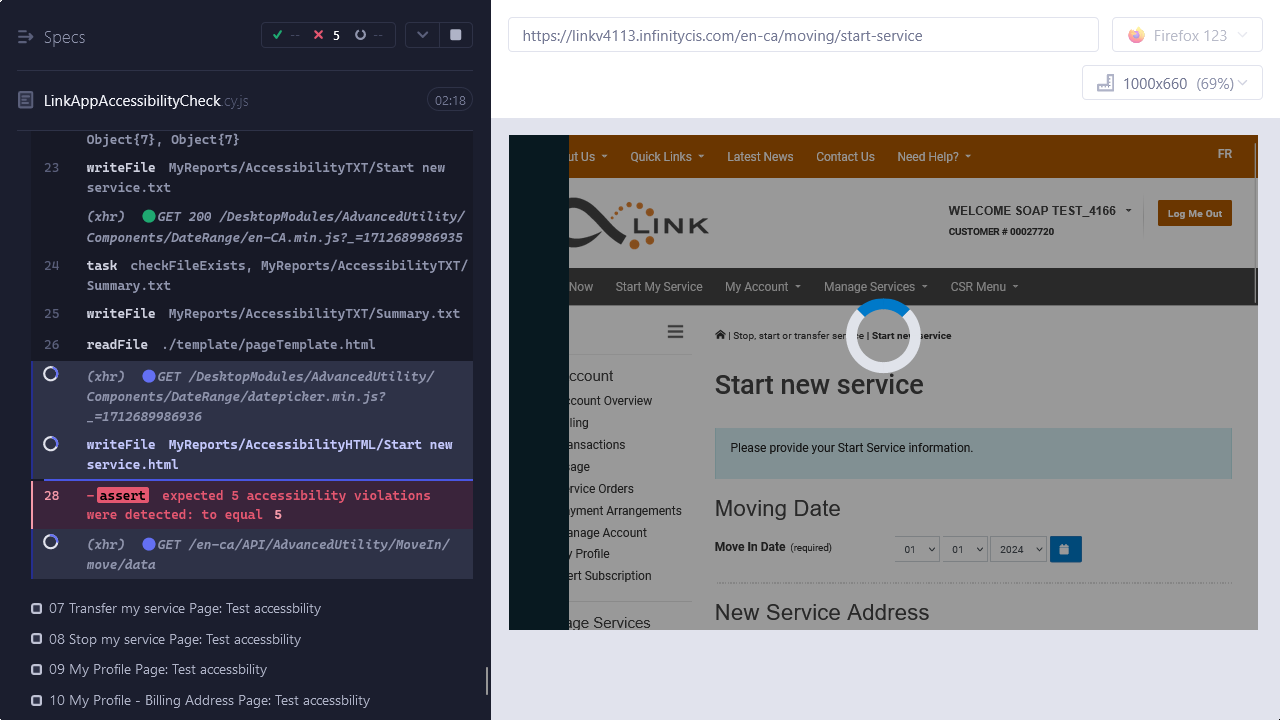 Specs
-- 5 --
LinkAppAccessibilityCheck.cy.js 02:18
Object{7}, Object{7}
23 writeFile MyReports/AccessibilityTXT/Start new
service.txt
(xhr) GET 200 /DesktopModules/AdvancedUtility/
Components/DateRange/en-CA.min.js?_=1712689986935
24 task checkFileExists, MyReports/AccessibilityTXT/
Summary.txt
25 writeFile MyReports/AccessibilityTXT/Summary.txt
26 readFile ./template/pageTemplate.html
(xhr) GET /DesktopModules/AdvancedUtility/
Components/DateRange/datepicker.min.js?
_=1712689986936
writeFile MyReports/AccessibilityHTML/Start new
service.html
28 -assert expected 5 accessibility violations
were detected: to equal 5
(xhr) GET /en-ca/API/AdvancedUtility/MoveIn/
move/data
07 Transfer my service Page: Test accessbility
08 Stop my service Page: Test accessbility
09 My Profile Page: Test accessbility
10 My Profile - Billing Address Page: Test accessbility
https://linkv4113.infinitycis.com/en-ca/moving/start-service
Firefox 123
1000x660 (69%)
ut Us Quick Links Latest News Contact Us Need Help? FR
LINK
WELCOME SOAP TEST_4166
CUSTOMER # 00027720
Log Me Out
Now Start My Service My Account Manage Services CSR Menu
| Stop, start or transfer se e | Start ne ervice
Start new service
Please provide your Start Service information.
ccount
count Overview
ling
ansactions
age
rvice Orders
yment Arrangements
anage Account
y Profile
ert Subscription
ge Services
Moving Date
Move In Date (required) 01 01 2024
New Service Address